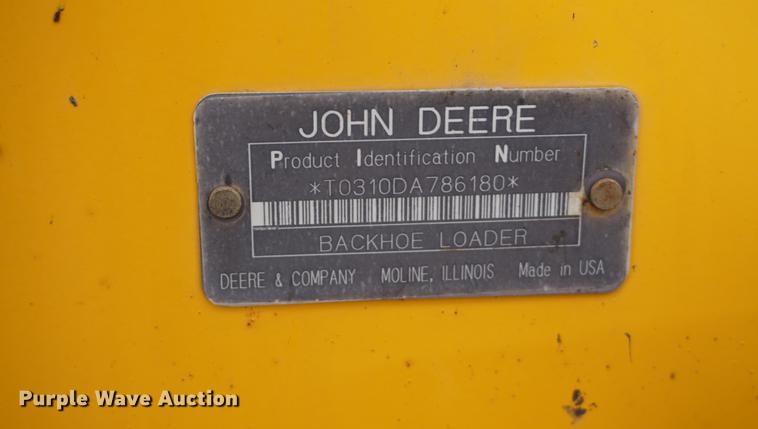 JOHN DEERE
Product Identification Number
*T0310DA786180*
BACKHOE LOADER
DEERE & COMPANY MOLINE, ILLINOIS Made in USA
Purple Wave Auction